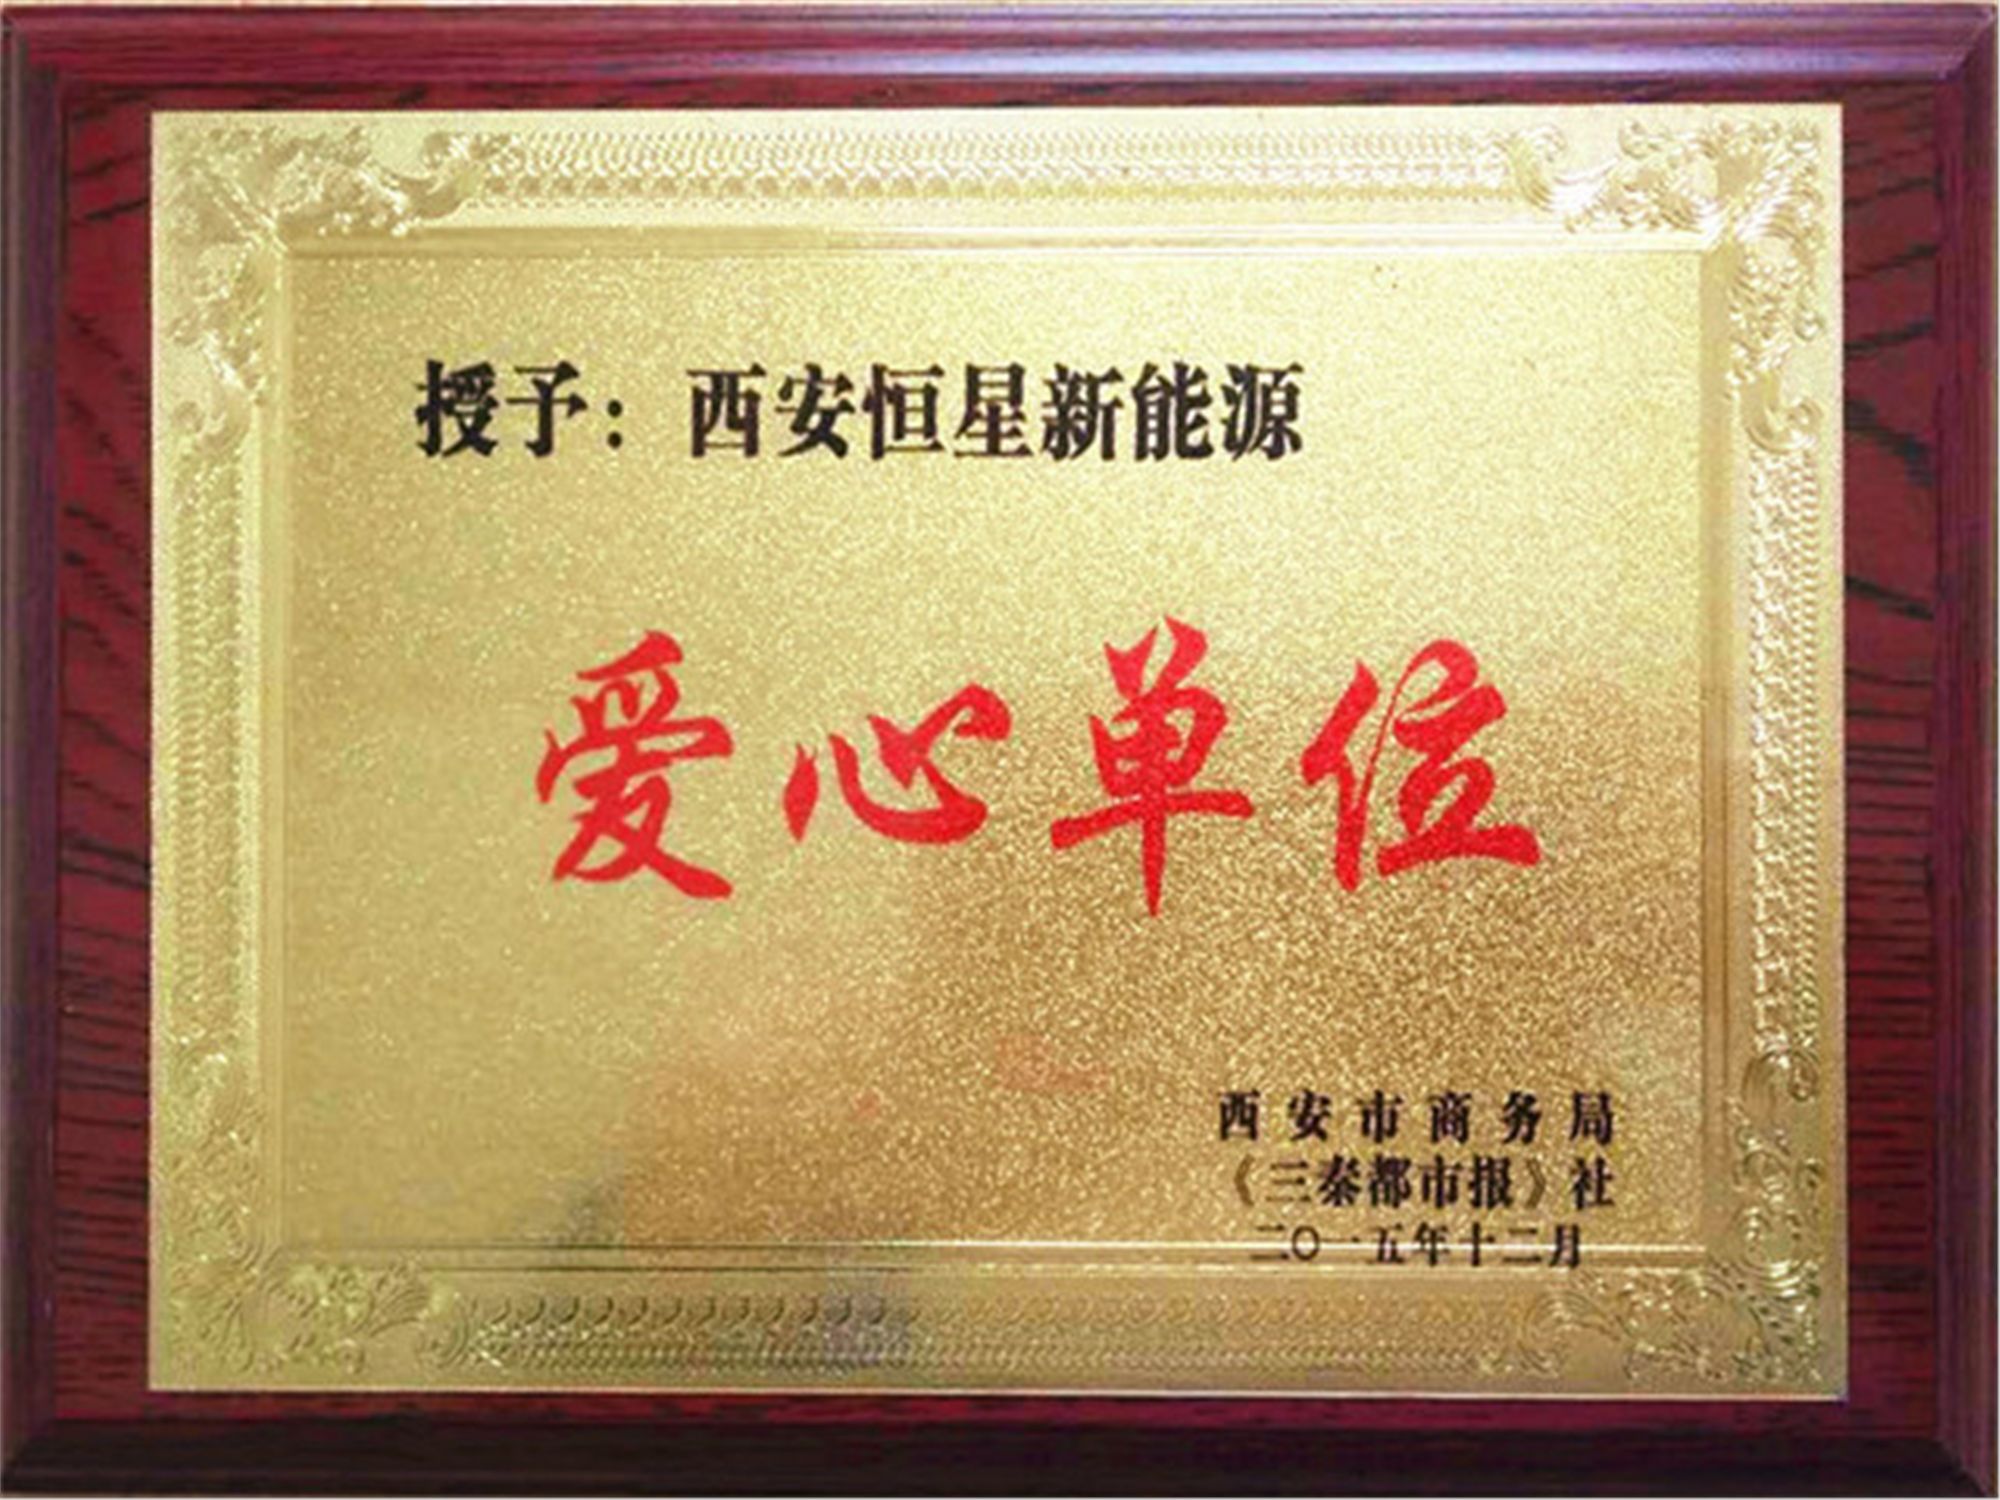 授予：西安恒星新能源
爱心单位
西安市商务局
《三秦都市报》社
二〇一五年十二月